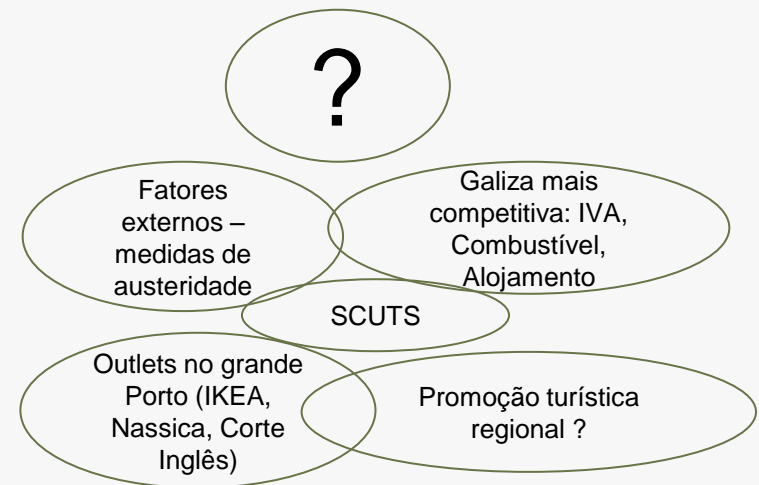 ?
Fatores
externos –
medidas de
austeridade
Galiza mais
competitiva: IVA,
Combustível,
Alojamento
SCUTS
Outlets no grande
Porto (IKEA,
Nassica, Corte
Inglês)
Promoção turística
regional ?